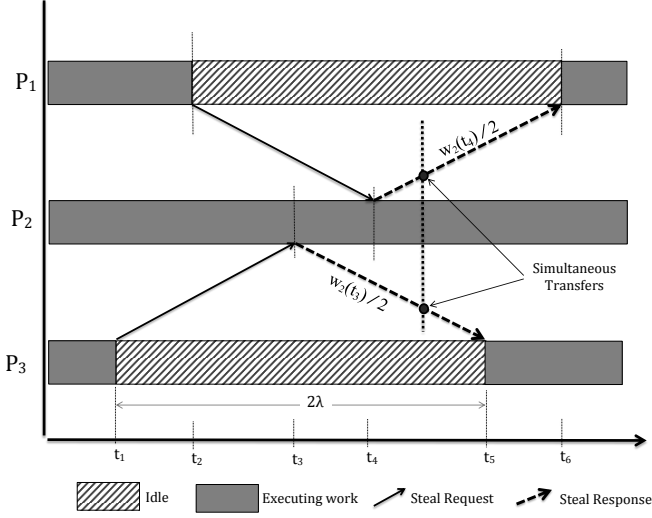 P1
w2(t4)/2
P2
Simultaneous
Transfers
w2(t3)/2
P3
2λ
t1 t2 t3 t4 t5 t6
Idle Executing work Steal Request Steal Response